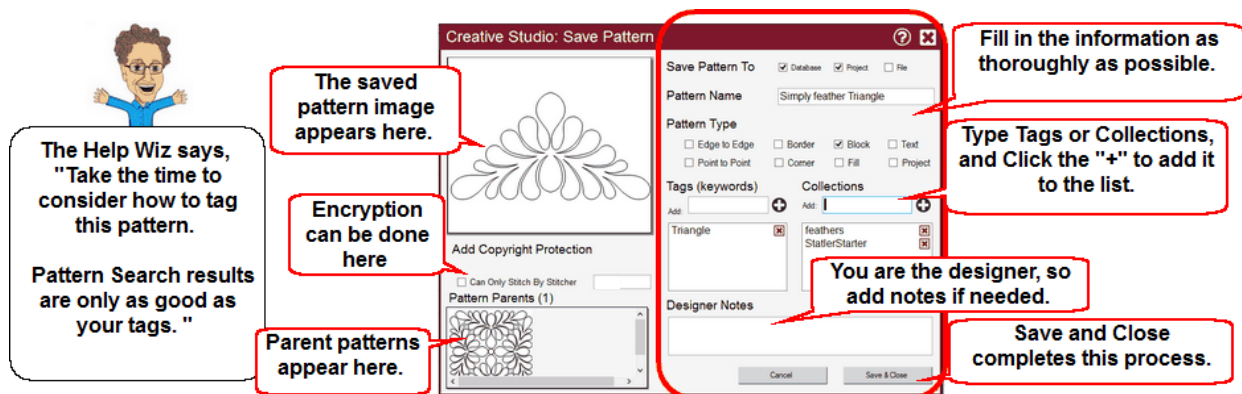 The Help Wiz says,
"Take the time to
consider how to tag
this pattern.
Pattern Search results
are only as good as
your tags. "
The saved
pattern image
appears here.
Encryption
can be done
here
Parent patterns
appear here.
Creative Studio: Save Pattern
?
Save Pattern To Database Project File
Pattern Name Simply feather Triangle
Pattern Type
Edge to Edge Border Block Text
Point to Point Corner Fill Project
Tags (keywords) Collections
Add: Add:
Triangle feathers
StatlerStarter
Add Copyright Protection
Can Only Stitch By Stitcher
Pattern Parents (1)
Designer Notes
Cancel Save & Close
Fill in the information as
thoroughly as possible.
Type Tags or Collections,
and Click the "+" to add it
to the list.
You are the designer, so
add notes if needed.
Save and Close
completes this process.